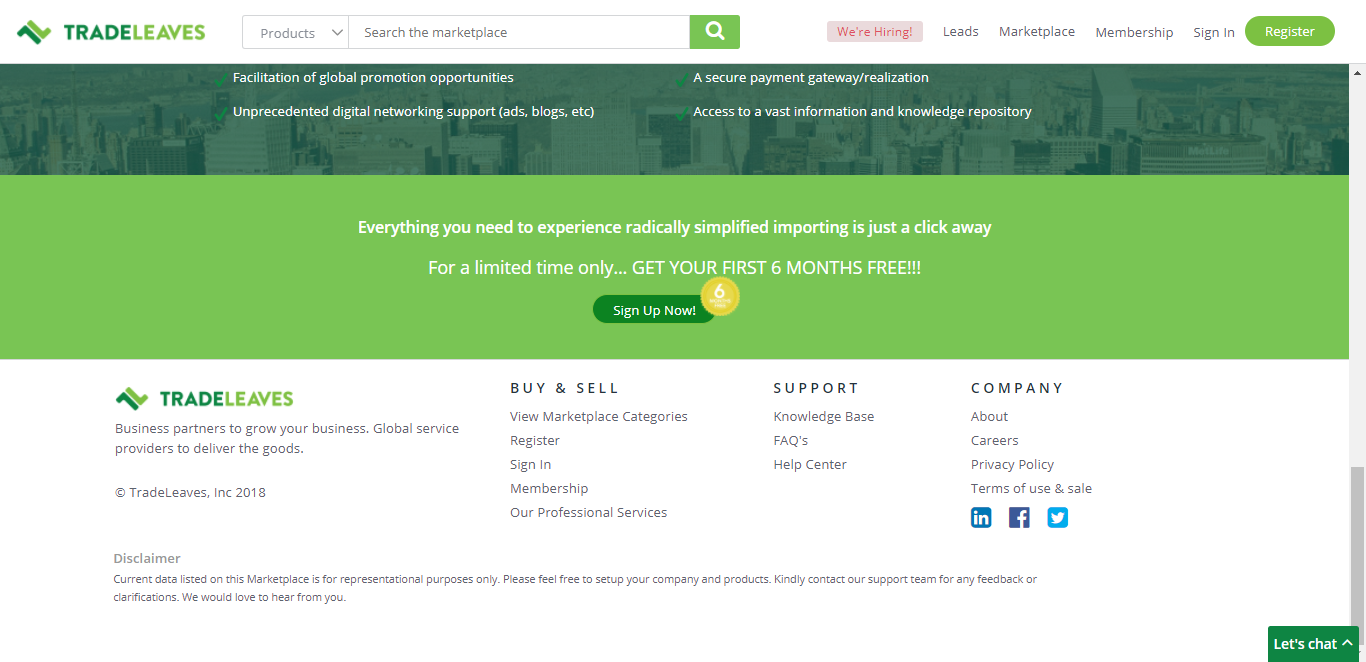 TRADELEAVES
Products
Search the marketplace
We're Hiring!
Leads
Marketplace
Membership
Sign In
Register
Facilitation of global promotion opportunities
A secure payment gateway/realization
Unprecedented digital networking support (ads, blogs, etc)
Access to a vast information and knowledge repository
MetLife
Everything you need to experience radically simplified importing is just a click away
For a limited time only... GET YOUR FIRST 6 MONTHS FREE!!!
Sign Up Now!
6
MONTHS
FREE
TRADELEAVES
Business partners to grow your business. Global service
providers to deliver the goods.
© TradeLeaves, Inc 2018
BUY & SELL
View Marketplace Categories
Register
Sign In
Membership
Our Professional Services
SUPPORT
Knowledge Base
FAQ's
Help Center
COMPANY
About
Careers
Privacy Policy
Terms of use & sale
Disclaimer
Current data listed on this Marketplace is for representational purposes only. Please feel free to setup your company and products. Kindly contact our support team for any feedback or
clarifications. We would love to hear from you.
Let's chat